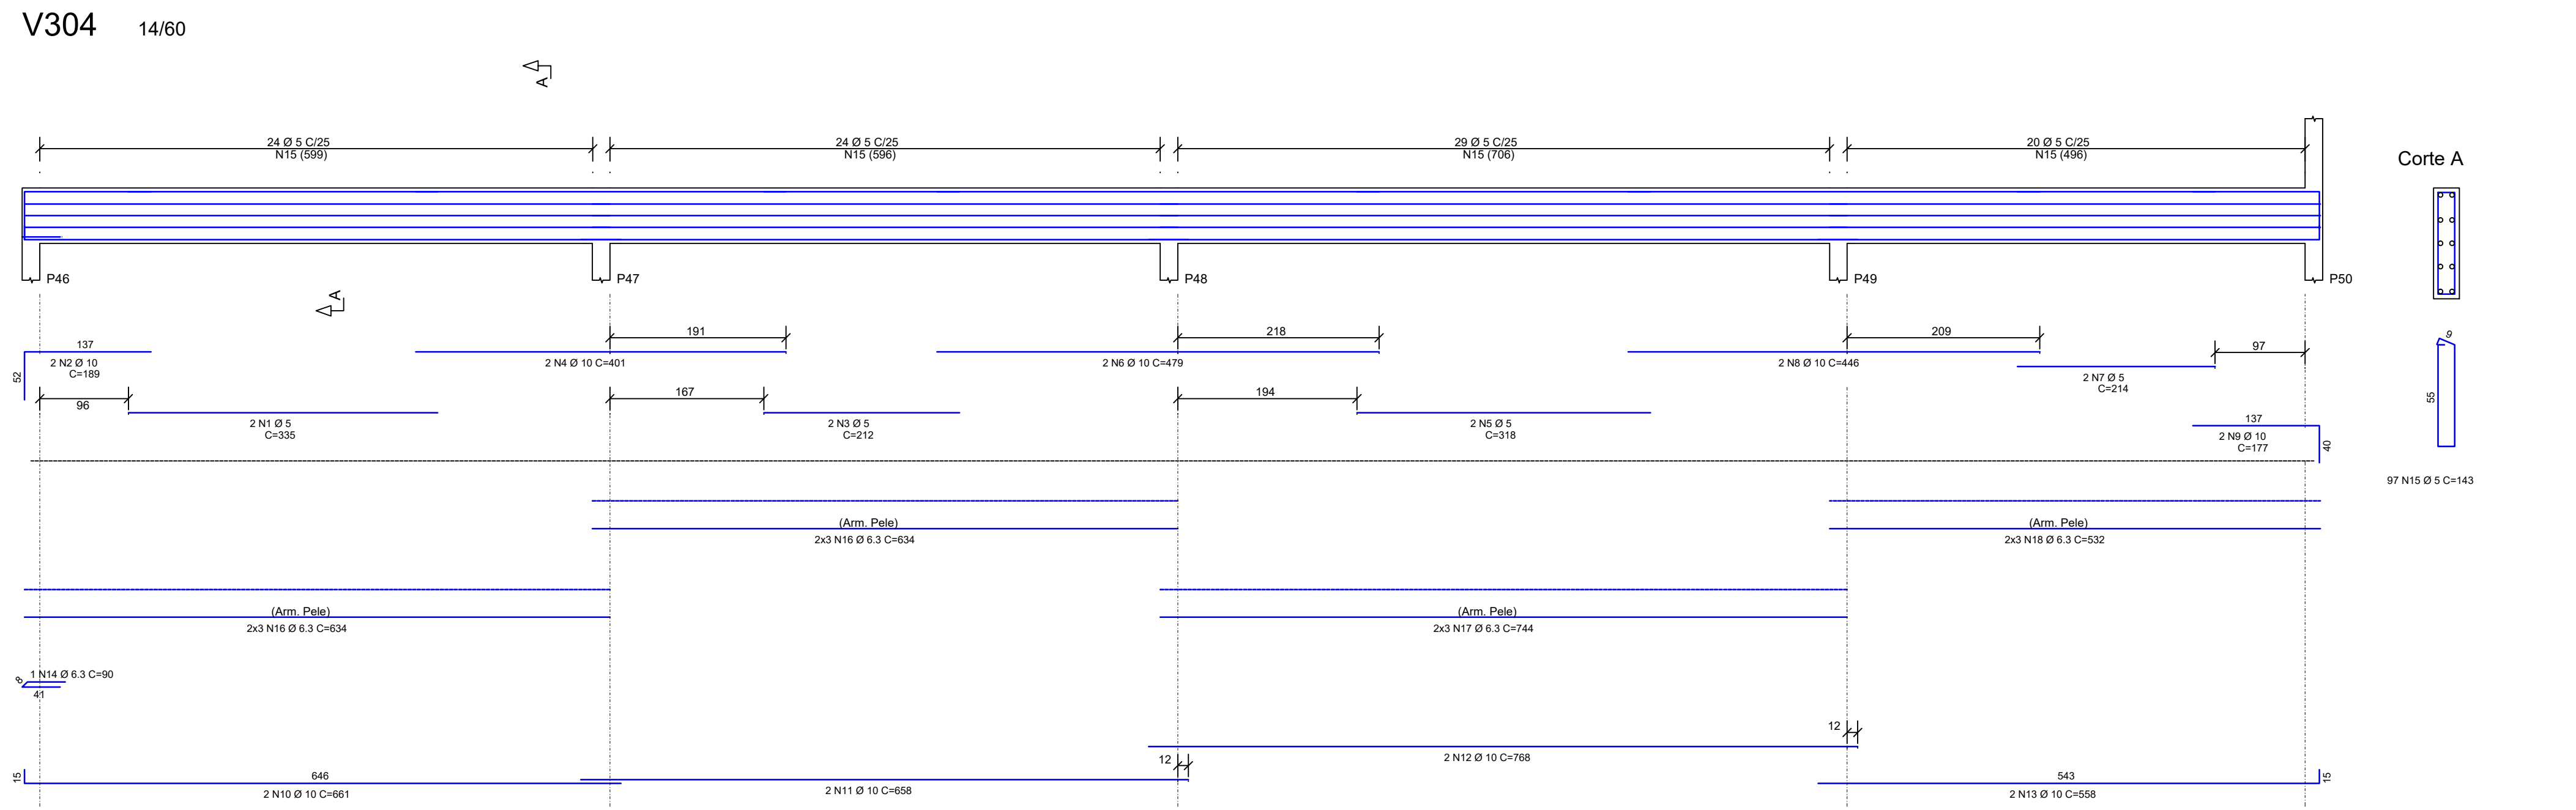 V304 14/60
A
24 Ø 5 C/25
N15 (599)
24 Ø 5 C/25
N15 (596)
29 Ø 5 C/25
N15 (706)
20 Ø 5 C/25
N15 (496)
Corte A
P46
P47
P48
P49
P50
A
137
2 N2 Ø 10
C=189
52
96
2 N1 Ø 5
C=335
191
2 N4 Ø 10 C=401
167
2 N3 Ø 5
C=212
218
2 N6 Ø 10 C=479
194
2 N5 Ø 5
C=318
209
2 N8 Ø 10 C=446
97
2 N7 Ø 5
C=214
137
2 N9 Ø 10
C=177
40
9
55
97 N15 Ø 5 C=143
(Arm. Pele)
2x3 N16 Ø 6.3 C=634
(Arm. Pele)
2x3 N18 Ø 6.3 C=532
(Arm. Pele)
2x3 N16 Ø 6.3 C=634
(Arm. Pele)
2x3 N17 Ø 6.3 C=744
1 N14 Ø 6.3 C=90
8
41
12
2 N12 Ø 10 C=768
12
15
646
2 N10 Ø 10 C=661
2 N11 Ø 10 C=658
543
2 N13 Ø 10 C=558
15